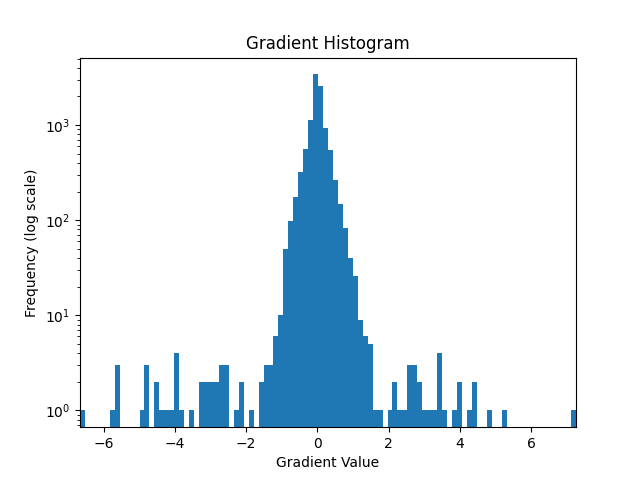 Gradient Histogram
Frequency (log scale)
10³
10²
10¹
10⁰
−6 −4 −2 0 2 4 6
Gradient Value